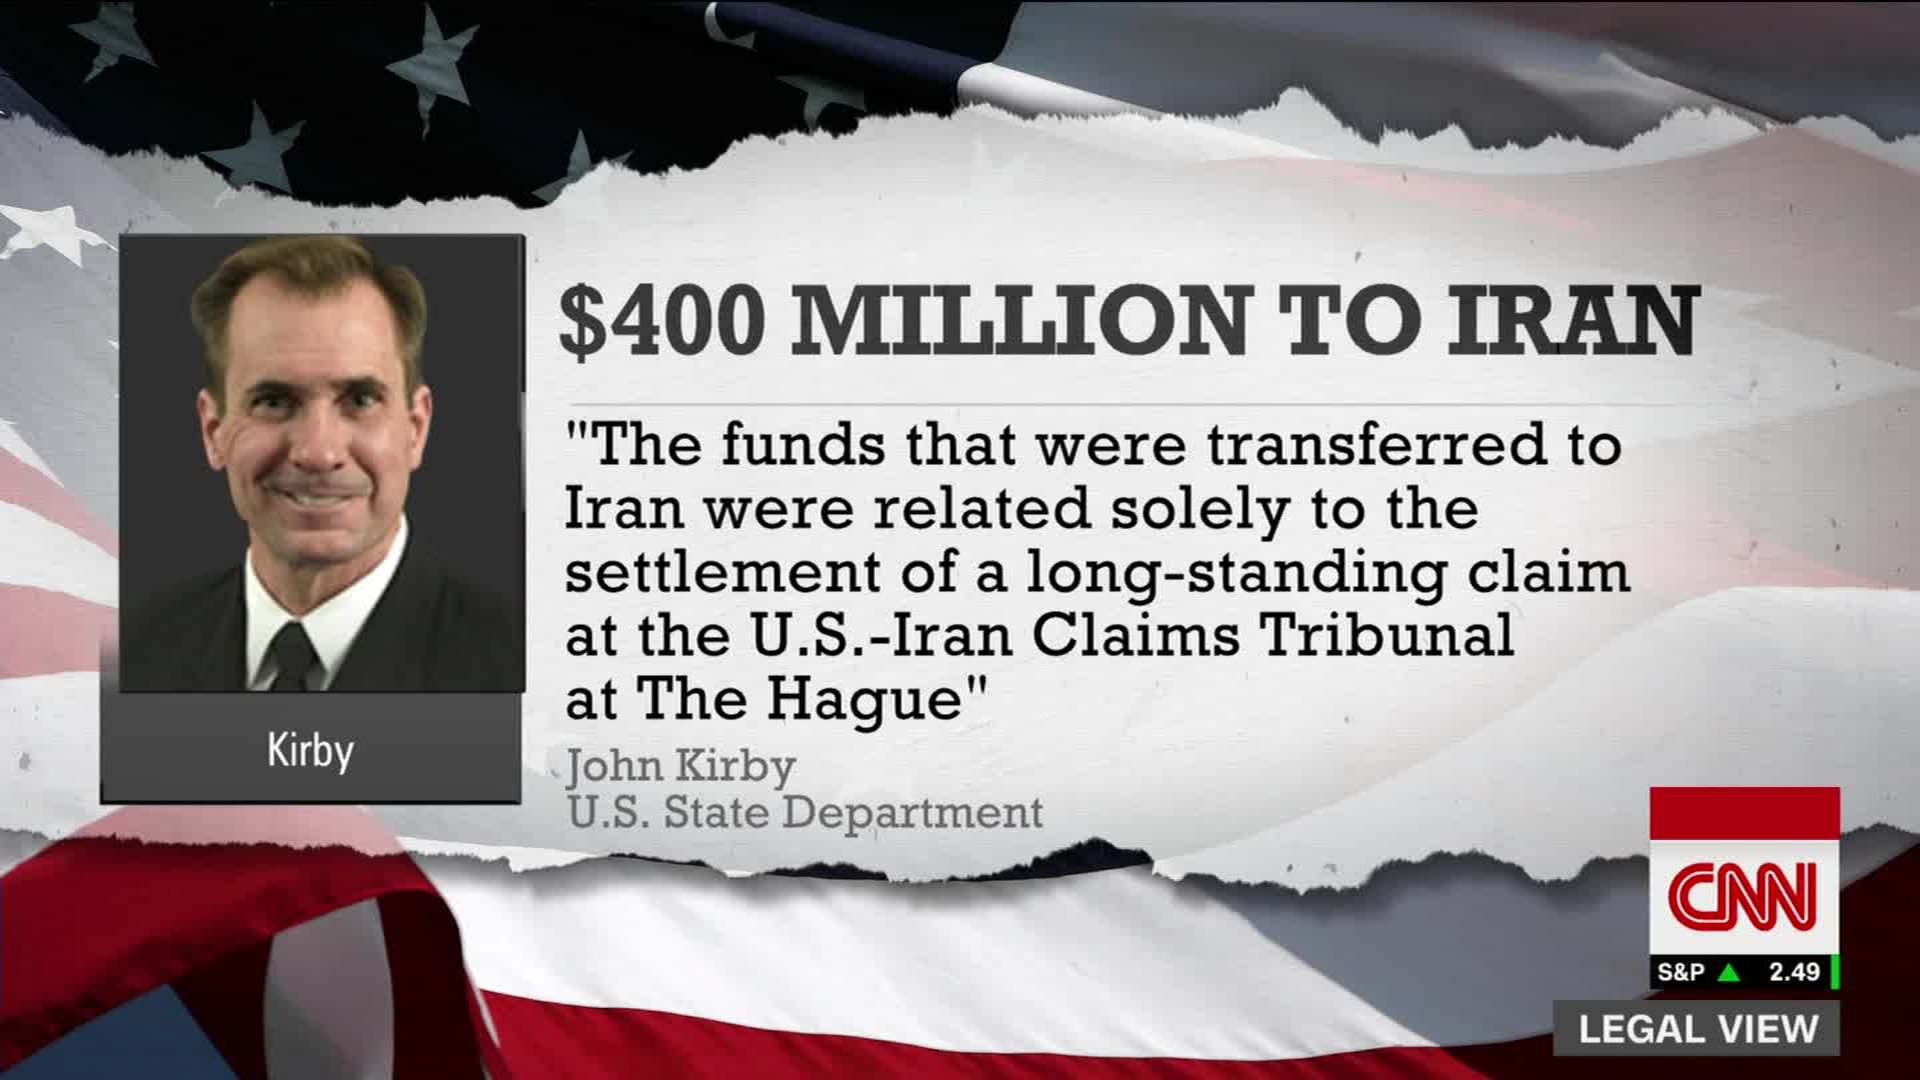 $400 MILLION TO IRAN
"The funds that were transferred to
Iran were related solely to the
settlement of a long-standing claim
at the U.S.-Iran Claims Tribunal
at The Hague"
John Kirby
U.S. State Department
Kirby
CNN
S&P ▲ 2.49
LEGAL VIEW